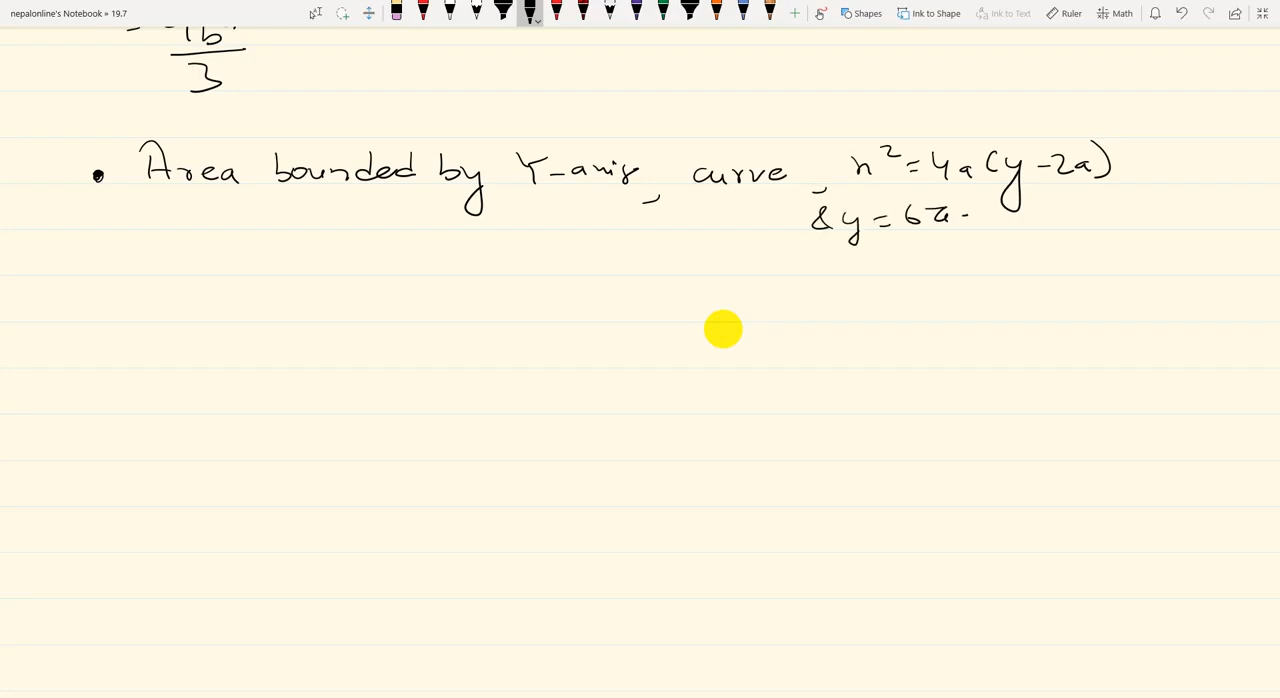 nepalonline's Notebook » 19.7
Shapes Ink to Shape Ink to Text Ruler Math
=
16
3
• Area bounded by Y-axis, curve, x² = 4a(y-2a)
& y = 6a.